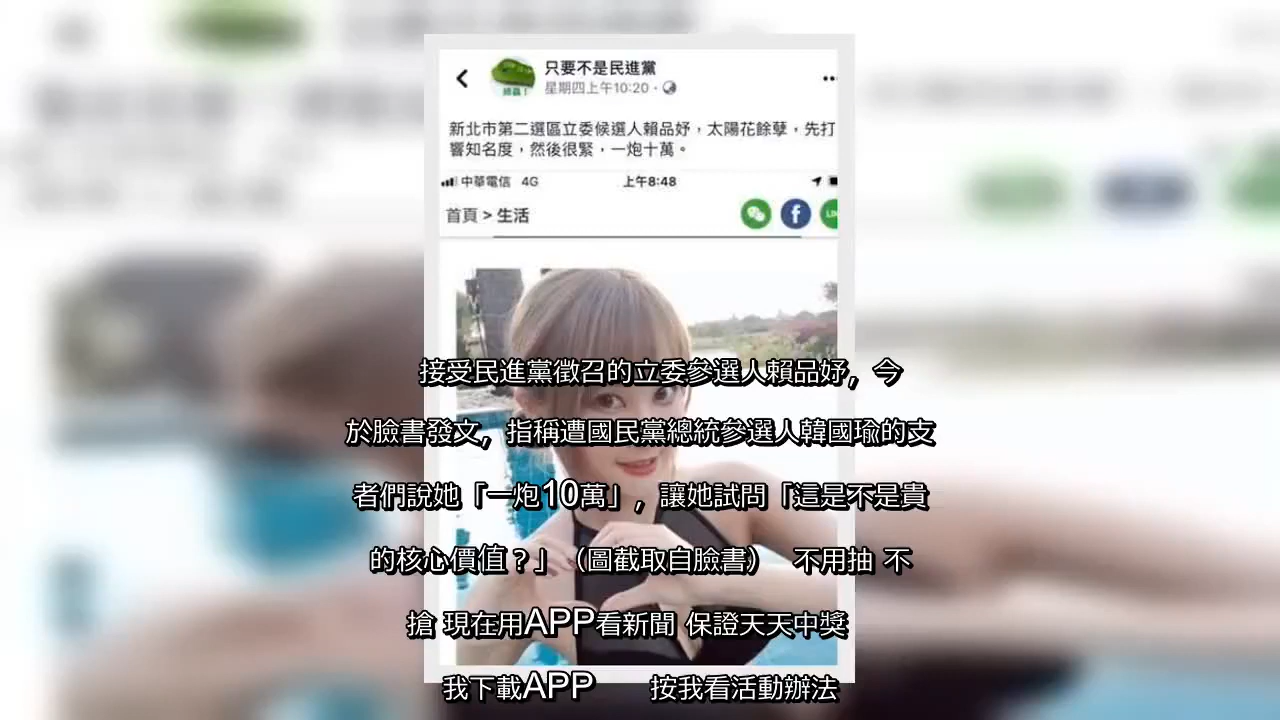 只要不是民進黨
星期四上午10:20
新北市第二選區立委候選人賴品妤，太陽花餘孽，先打
響知名度，然後很緊，一炮十萬。
中華電信 4G 上午8:48
首頁 > 生活
接受民進黨徵召的立委參選人賴品妤，今
於臉書發文，指稱遭國民黨總統參選人韓國瑜的支
者們說她「一炮10萬」，讓她試問「這是不是貴
的核心價值？」（圖截取自臉書） 不用抽 不
搶 現在用APP看新聞 保證天天中獎
我下載APP 按我看活動辦法